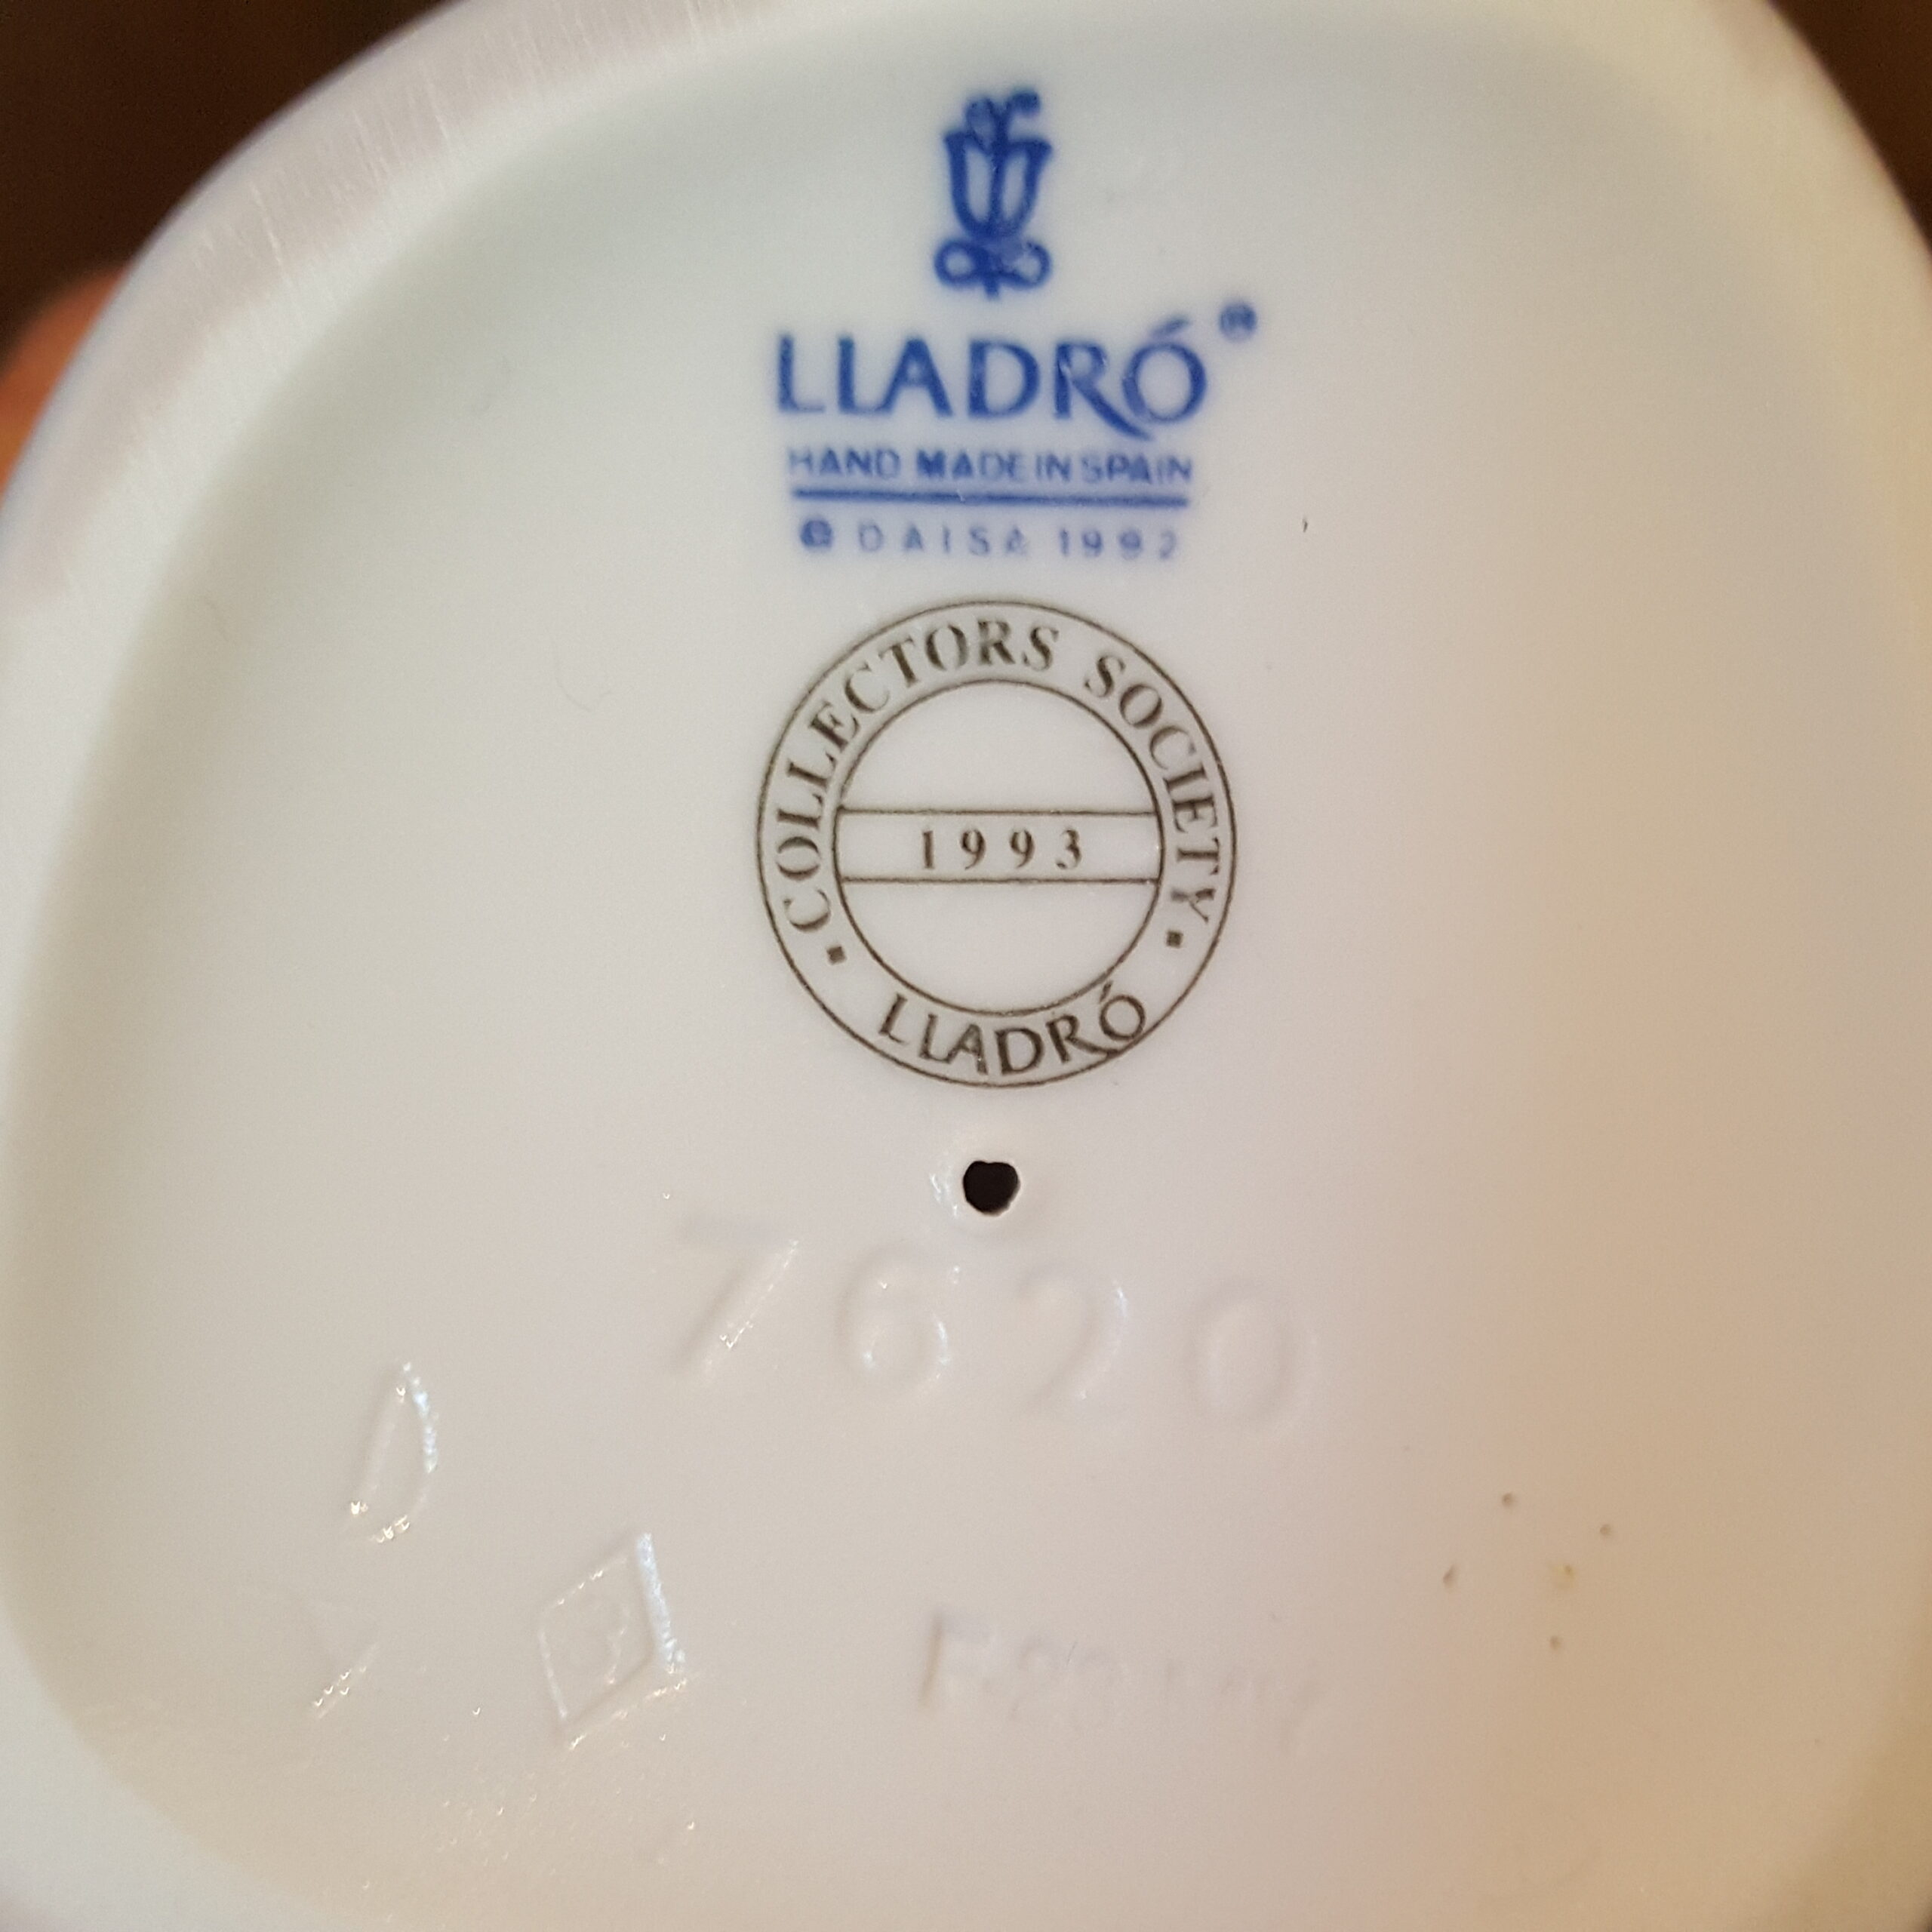 LLADRÓ®
HAND MADE IN SPAIN
© DAISA 1992
COLLECTORS SOCIETY
1993
LLADRÓ
7620
D